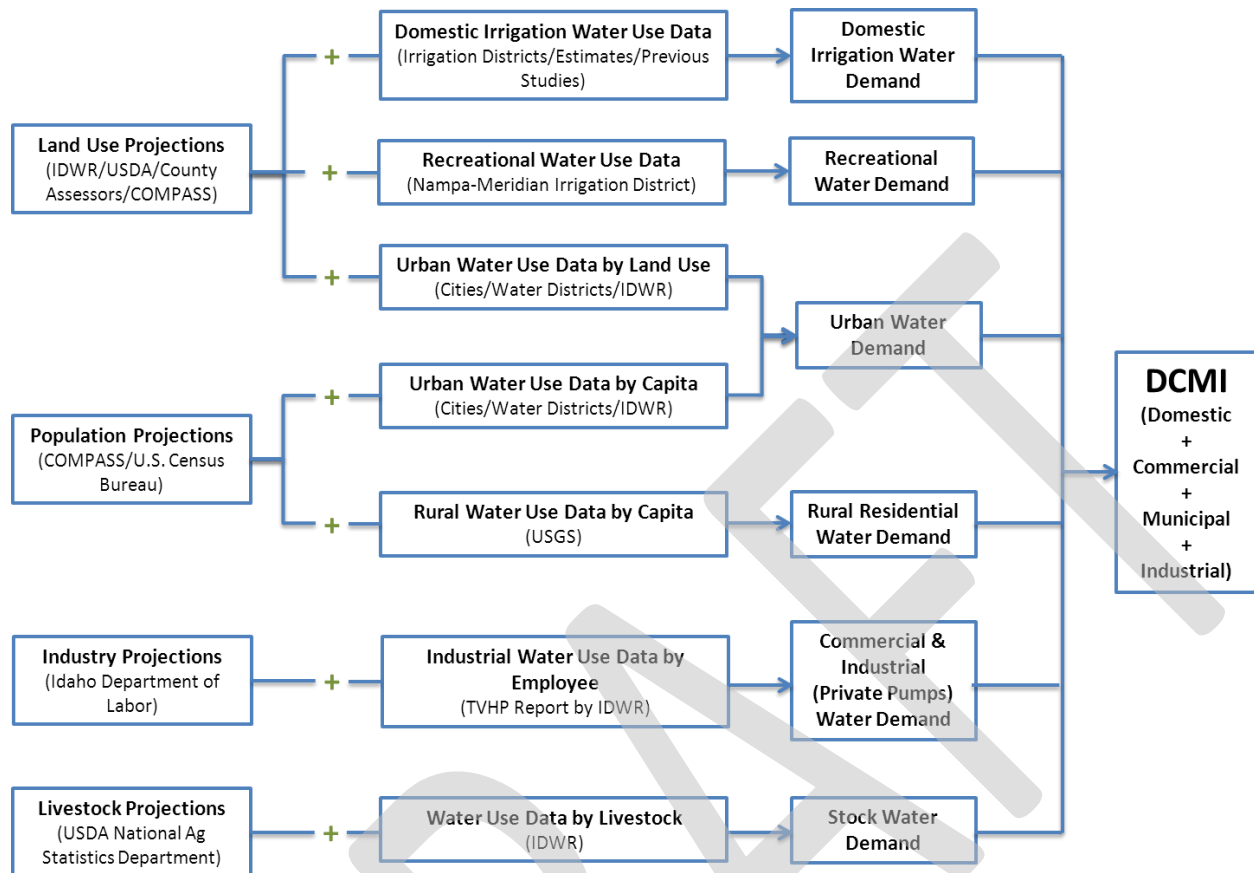 Land Use Projections
(IDWR/USDA/County
Assessors/COMPASS)
Population Projections
(COMPASS/U.S. Census
Bureau)
Industry Projections
(Idaho Department of
Labor)
Livestock Projections
(USDA National Ag
Statistics Department)
+
+
+
+
+
+
+
Domestic Irrigation Water Use Data
(Irrigation Districts/Estimates/Previous
Studies)
Recreational Water Use Data
(Nampa-Meridian Irrigation District)
Urban Water Use Data by Land Use
(Cities/Water Districts/IDWR)
Urban Water Use Data by Capita
(Cities/Water Districts/IDWR)
Rural Water Use Data by Capita
(USGS)
Industrial Water Use Data by
Employee
(TVHP Report by IDWR)
Water Use Data by Livestock
(IDWR)
Domestic
Irrigation Water
Demand
Recreational
Water Demand
Urban Water
Demand
Rural Residential
Water Demand
Commercial &
Industrial
(Private Pumps)
Water Demand
Stock Water
Demand
DCMI
(Domestic
+
Commercial
+
Municipal
+
Industrial)
DRAFT